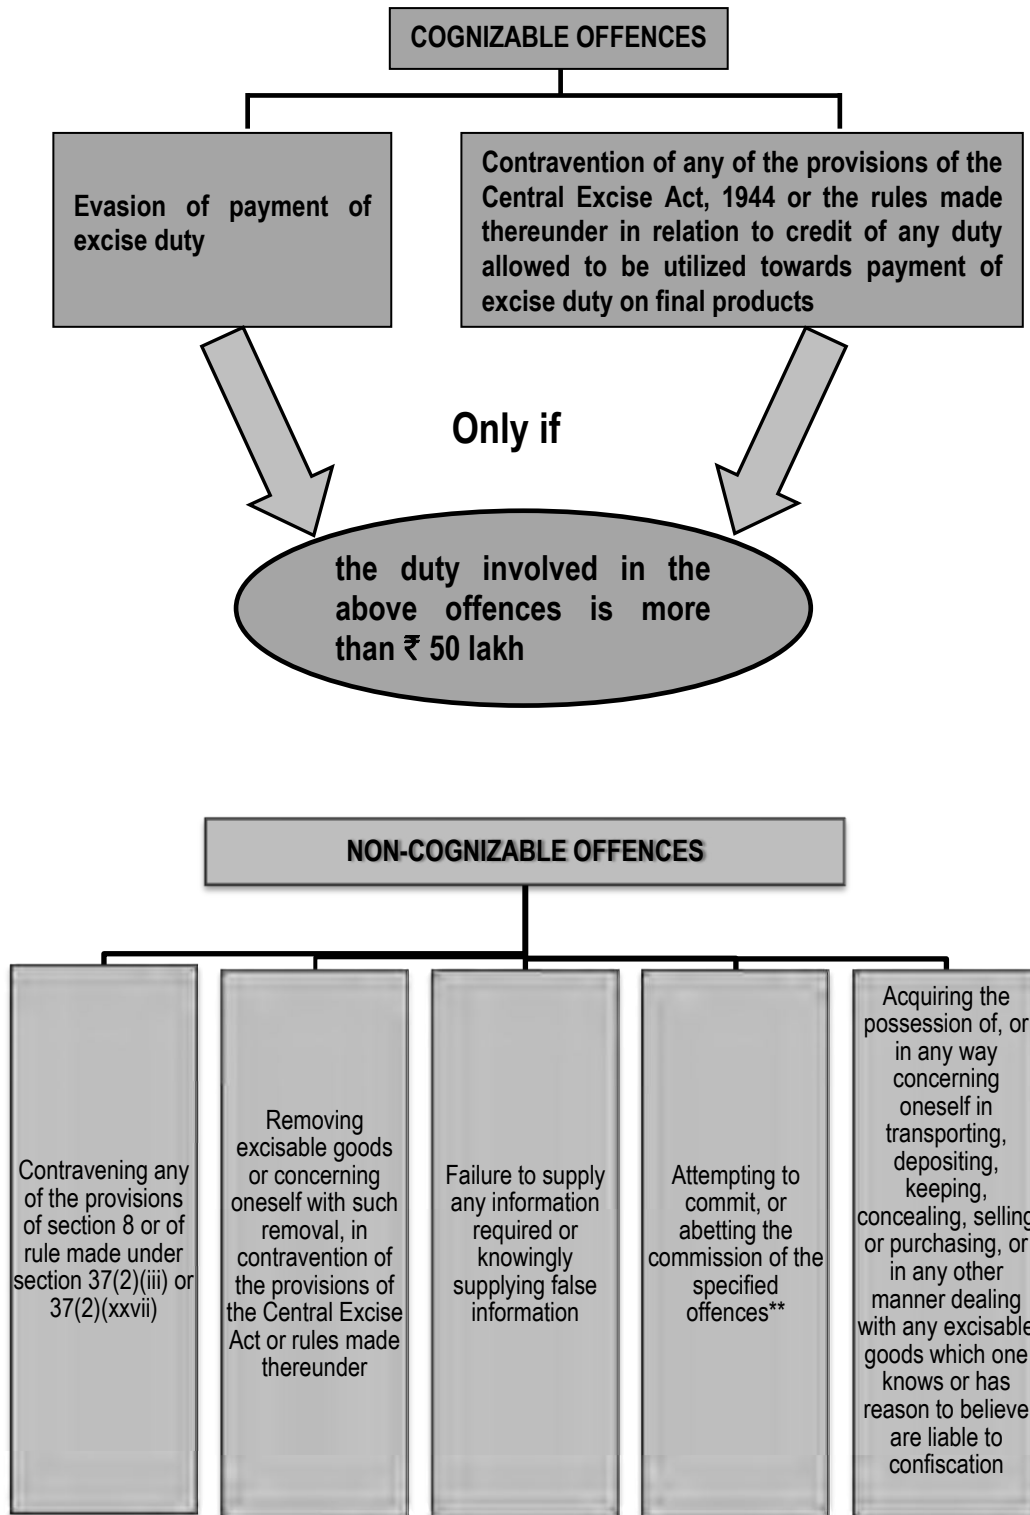 COGNIZABLE OFFENCES
Evasion of payment of
excise duty
Contravention of any of the provisions of the
Central Excise Act, 1944 or the rules made
thereunder in relation to credit of any duty
allowed to be utilized towards payment of
excise duty on final products
Only if
the duty involved in the
above offences is more
than ₹ 50 lakh
NON-COGNIZABLE OFFENCES
Contravening any
of the provisions
of section 8 or of
rule made under
section 37(2)(iii) or
37(2)(xxvii)
Removing
excisable goods
or concerning
oneself with such
removal, in
contravention of
the provisions of
the Central Excise
Act or rules made
thereunder
Failure to supply
any information
required or
knowingly
supplying false
information
Attempting to
commit, or
abetting the
commission of the
specified
offences**
Acquiring the
possession of, or
in any way
concerning
oneself in
transporting,
depositing,
keeping,
concealing, selling
or purchasing, or
in any other
manner dealing
with any excisable
goods which one
knows or has
reason to believe
are liable to
confiscation